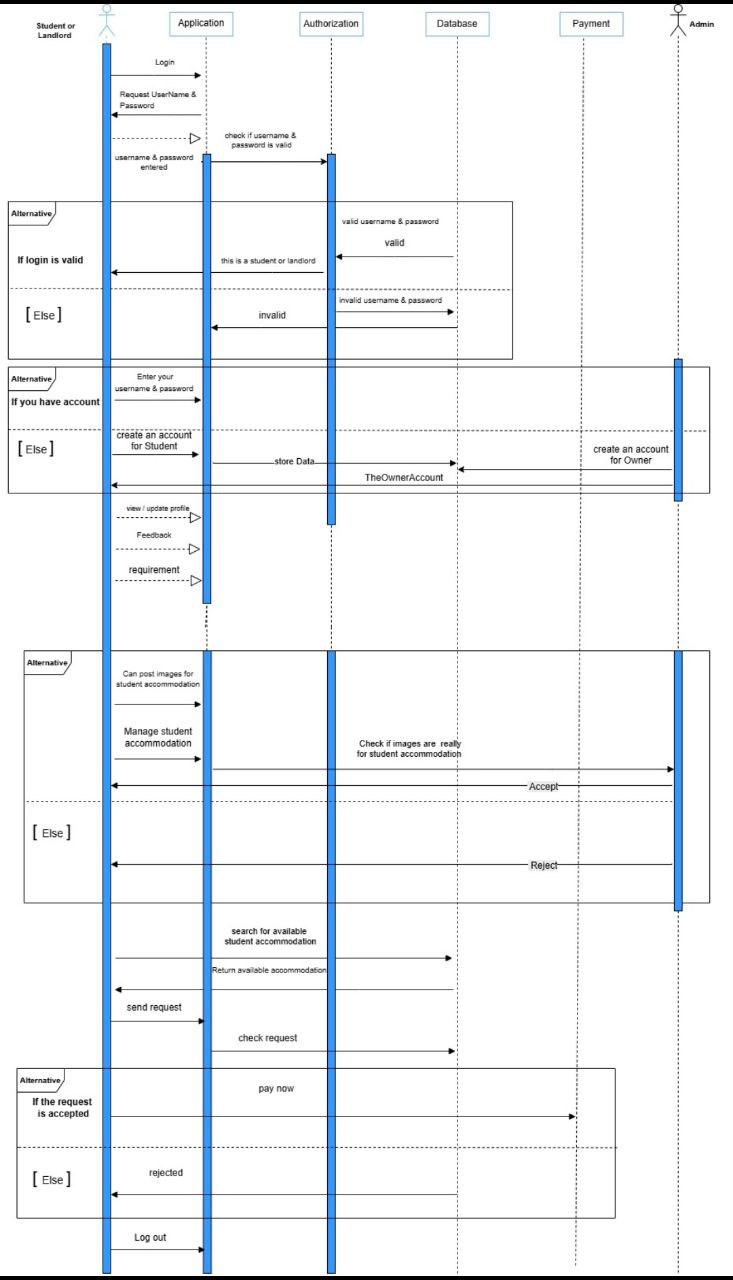 Student or
Landlord
Application
Authorization
Database
Payment
Admin
Login
Request UserName &
Password
check if username &
password is valid
username & password
entered
Alternative
valid username & password
valid
If login is valid
this is a student or landlord
invalid username & password
[ Else ]
invalid
Alternative
Enter your
username & password
If you have account
create an account
for Student
[ Else ]
create an account
for Owner
store Data
TheOwnerAccount
view / update profile
Feedback
requirement
Alternative
Can post images for
student accommodation
Manage student
accommodation
Check if images are really
for student accommodation
Accept
[ Else ]
Reject
search for available
student accommodation
Return available accommodation
send request
check request
Alternative
pay now
If the request
is accepted
rejected
[ Else ]
Log out